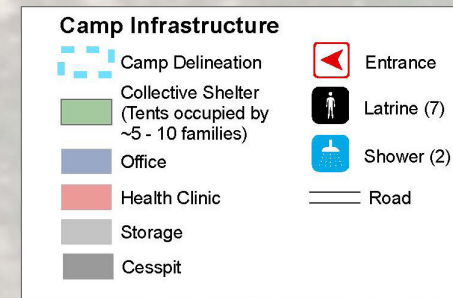 Camp Infrastructure
Camp Delineation
Collective Shelter
(Tents occupied by
~5 - 10 families)
Office
Health Clinic
Storage
Cesspit
Entrance
Latrine (7)
Shower (2)
Road